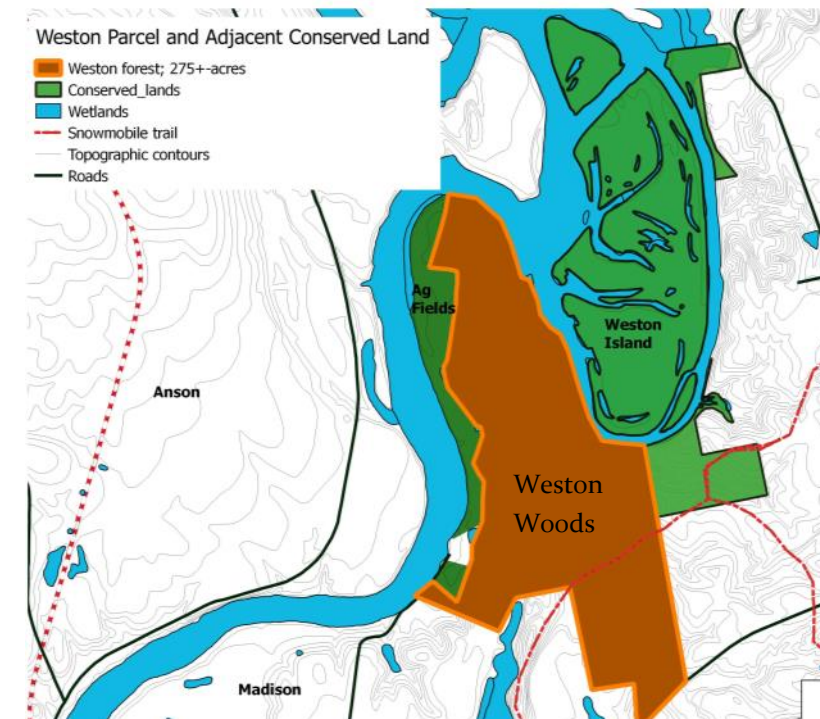 Weston Parcel and Adjacent Conserved Land
Weston forest; 275+-acres
Conserved_lands
Wetlands
Snowmobile trail
Topographic contours
Roads
Ag
Fields
Weston
Island
Anson
Weston
Woods
Madison